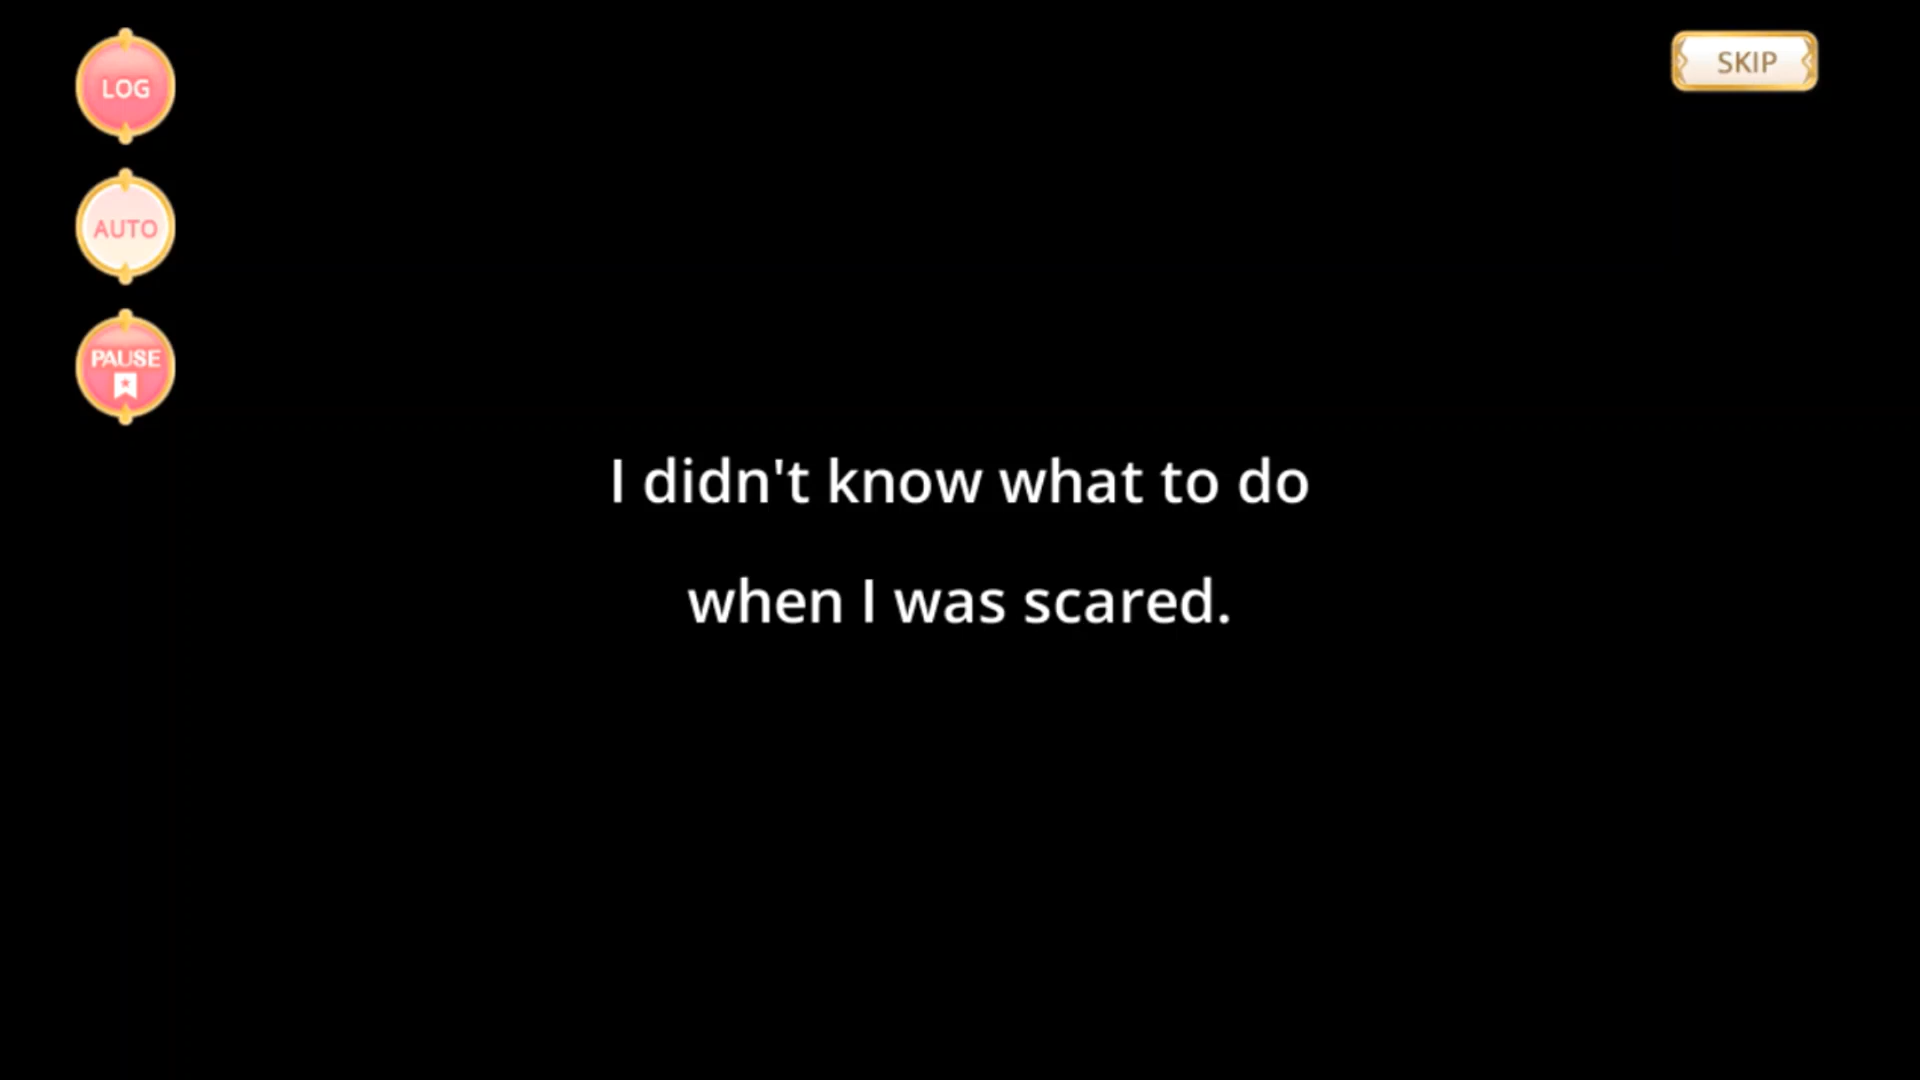 LOG
SKIP
AUTO
PAUSE
I didn't know what to do
when I was scared.